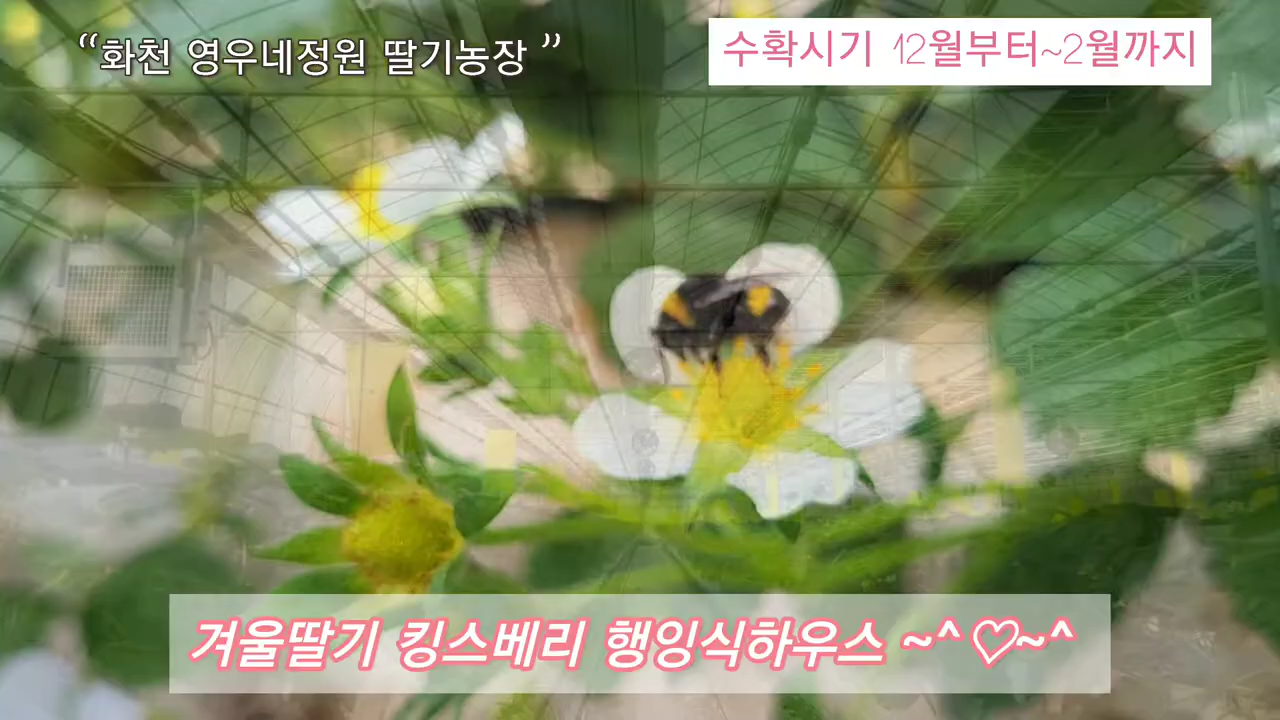 “화천 영우네정원 딸기농장 ”
수확시기 12월부터~2월까지
겨울딸기 킹스베리 행잉식하우스 ~^♡~^